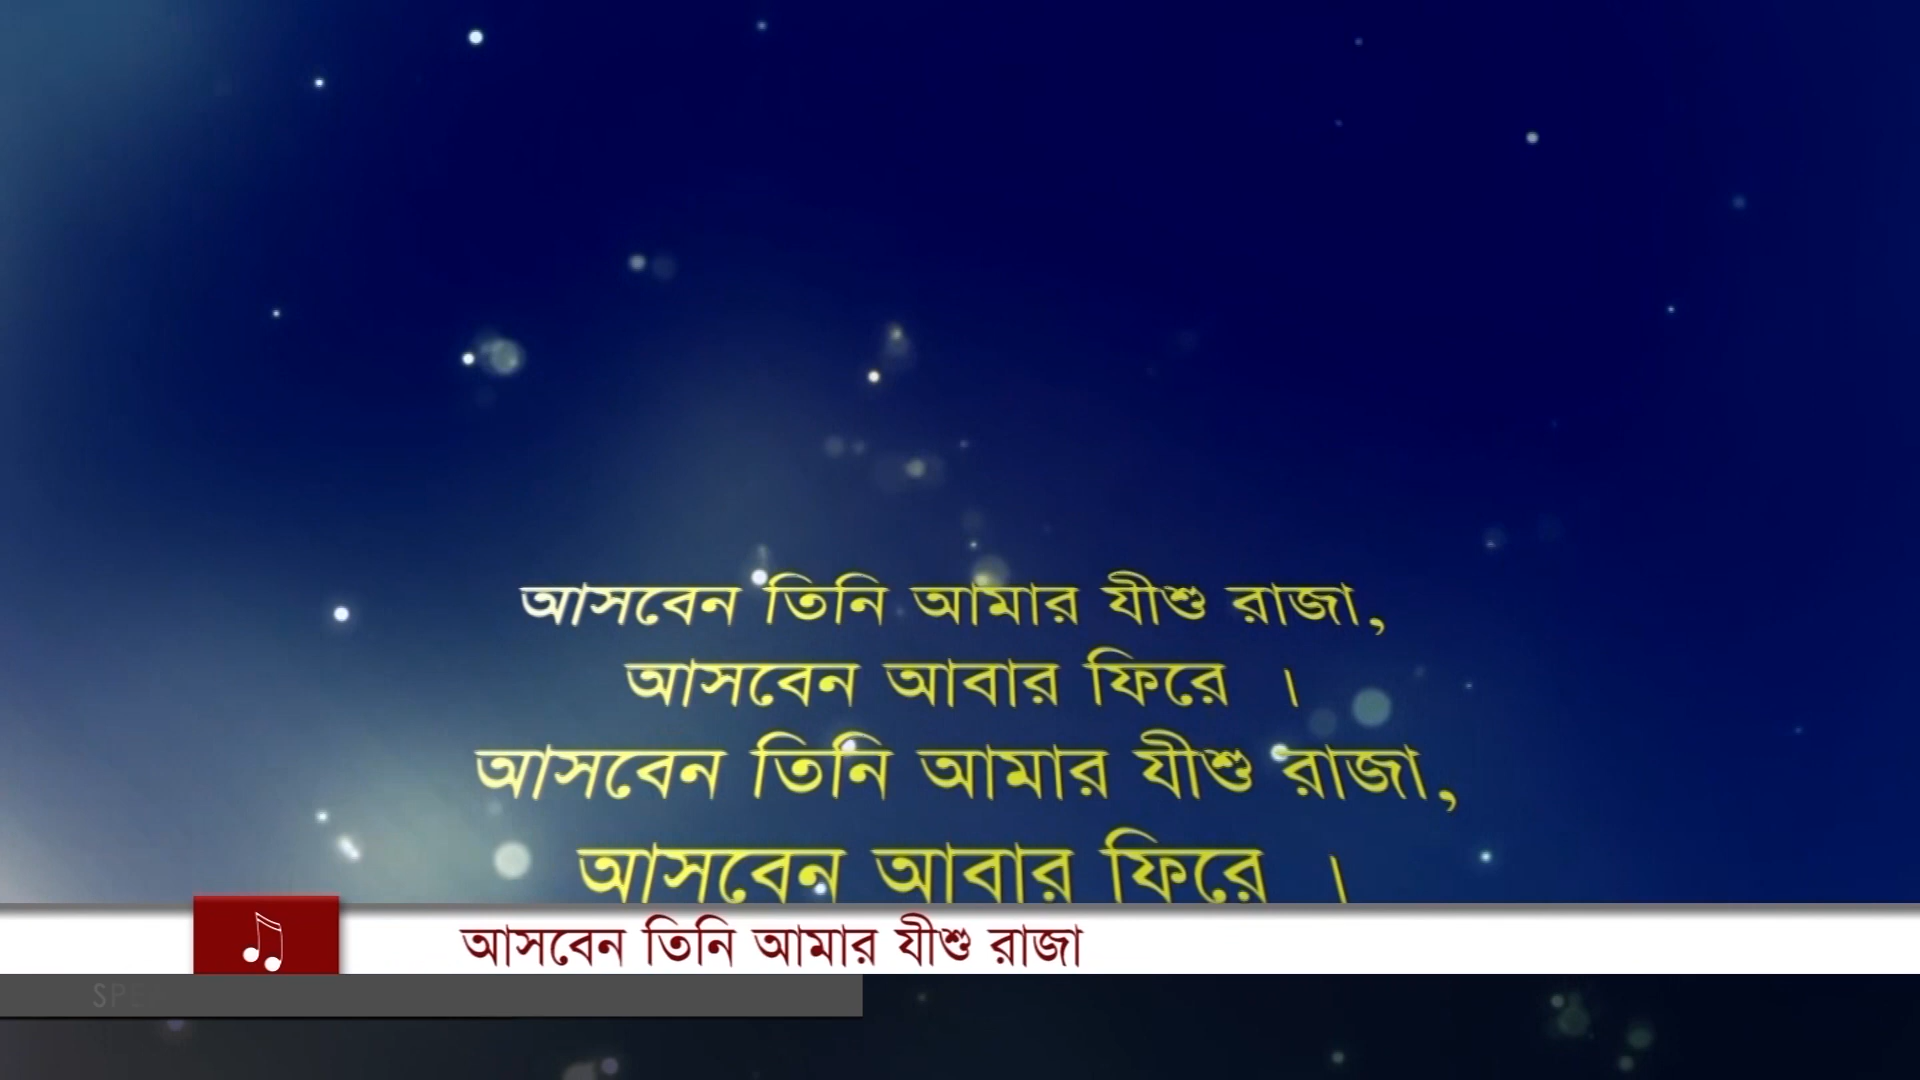 আসবেন তিনি আমার যীশু রাজা,
আসবেন আবার ফিরে ।
আসবেন তিনি আমার যীশু রাজা,
আসবেন আবার ফিরে ।
আসবেন তিনি আমার যীশু রাজা